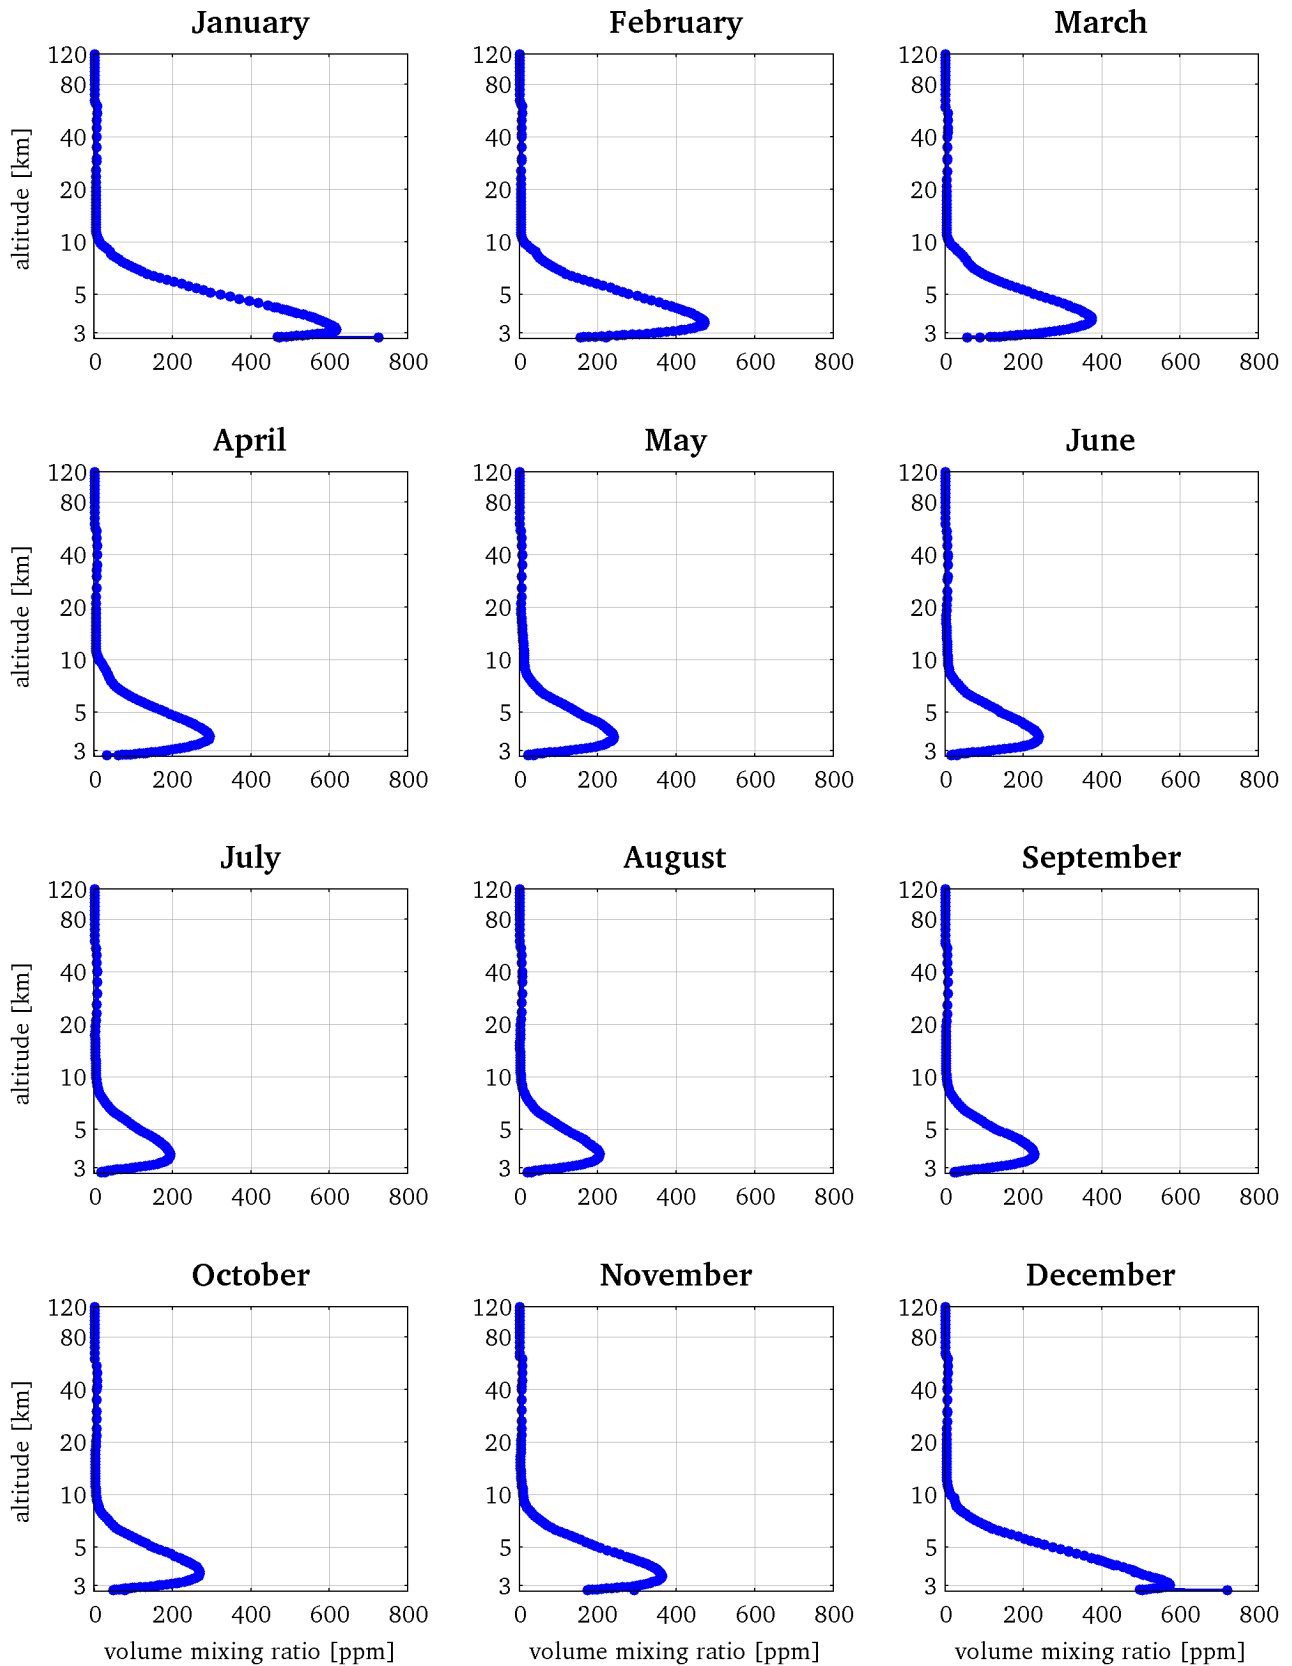 January February March
120 120 120
80 80 80
40 40 40
20 20 20
10 10 10
5 5 5
3 3 3
altitude [km]
0 200 400 600 800 0 200 400 600 800 0 200 400 600 800
April May June
120 120 120
80 80 80
40 40 40
20 20 20
10 10 10
5 5 5
3 3 3
altitude [km]
0 200 400 600 800 0 200 400 600 800 0 200 400 600 800
July August September
120 120 120
80 80 80
40 40 40
20 20 20
10 10 10
5 5 5
3 3 3
altitude [km]
0 200 400 600 800 0 200 400 600 800 0 200 400 600 800
October November December
120 120 120
80 80 80
40 40 40
20 20 20
10 10 10
5 5 5
3 3 3
altitude [km]
0 200 400 600 800 0 200 400 600 800 0 200 400 600 800
volume mixing ratio [ppm] volume mixing ratio [ppm] volume mixing ratio [ppm]